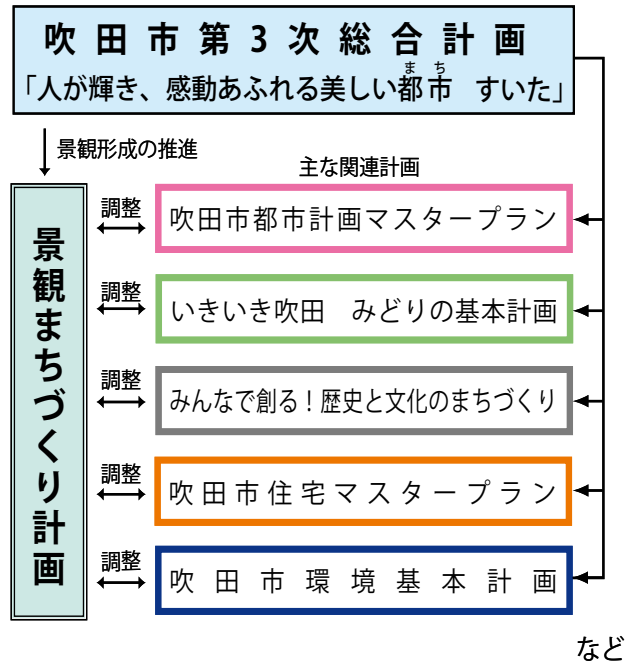 吹田市第3次総合計画
「人が輝き、感動あふれる美しい都市 すいた」
まち
景観形成の推進
主な関連計画
景観まちづくり計画
調整
吹田市都市計画マスタープラン
調整
いきいき吹田 みどりの基本計画
調整
みんなで創る!歴史と文化のまちづくり
調整
吹田市住宅マスタープラン
調整
吹田市環境基本計画
など